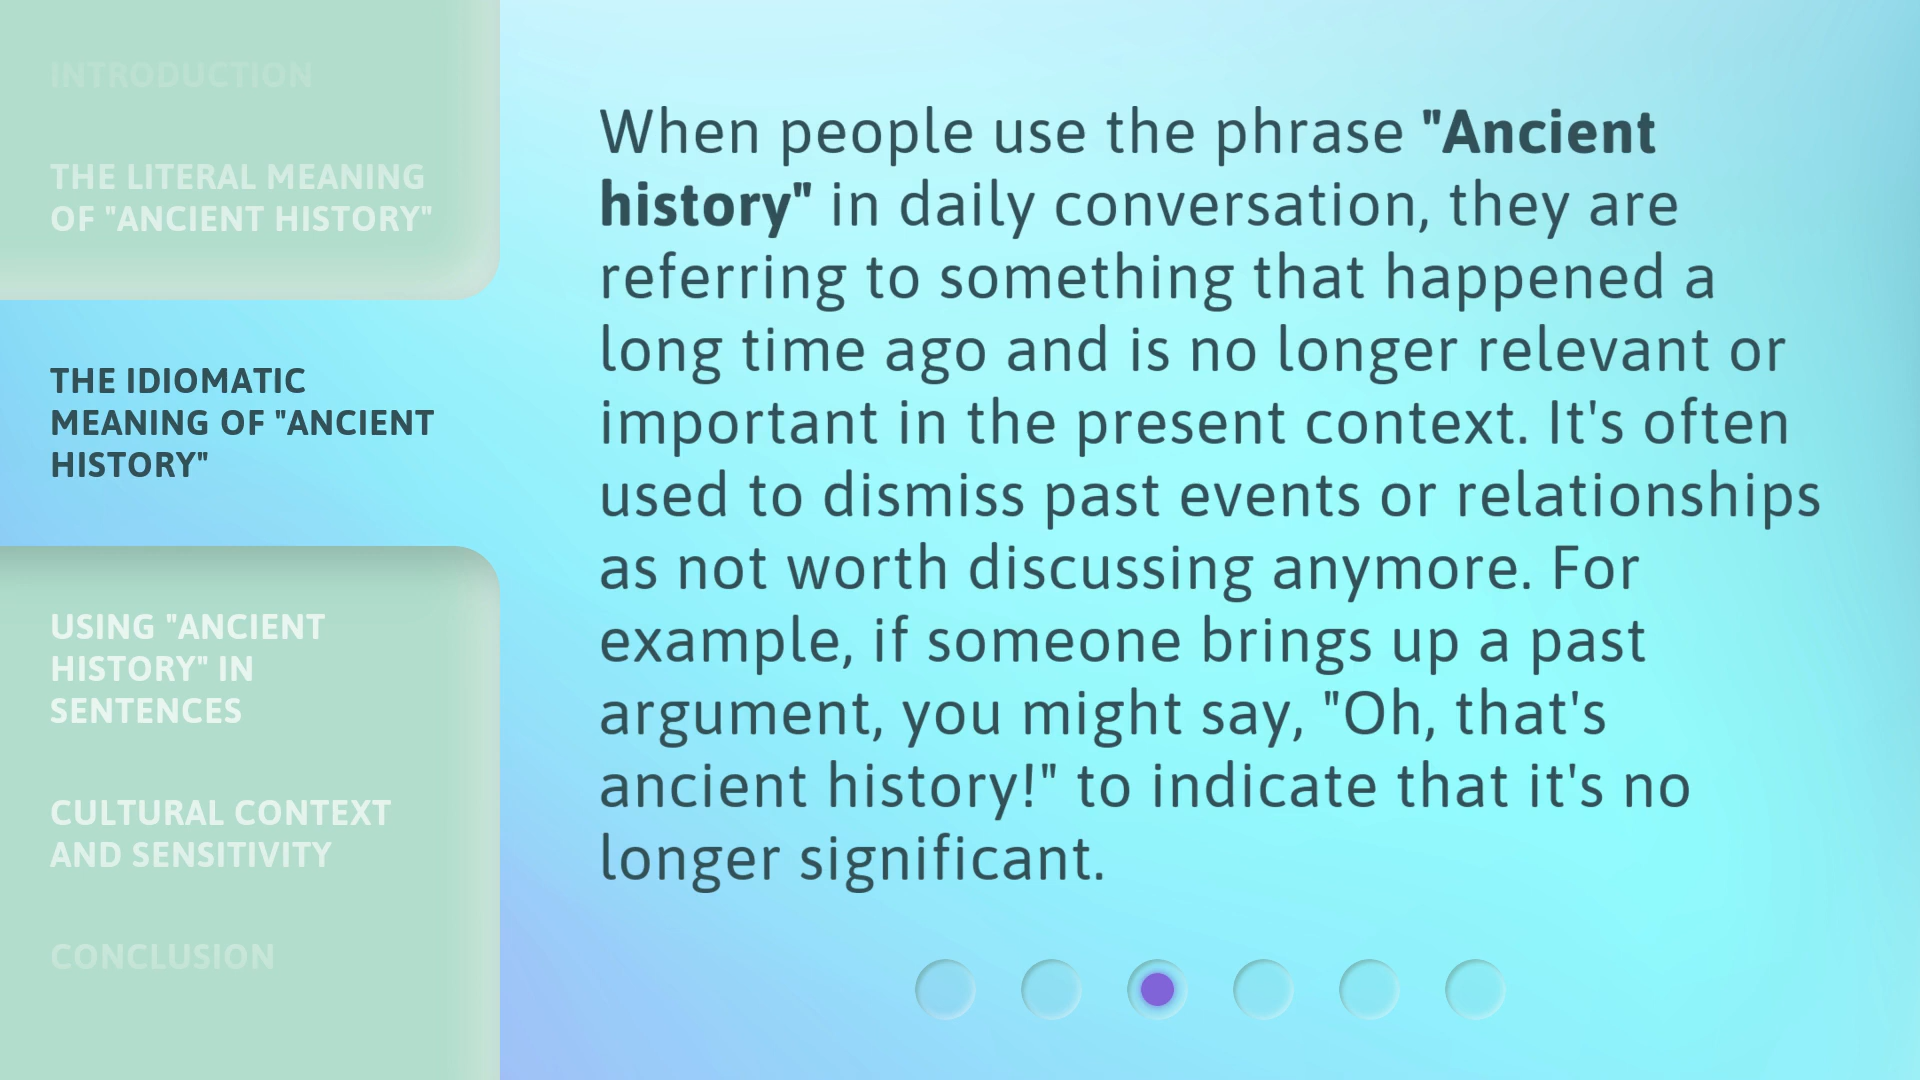 INTRODUCTION
THE LITERAL MEANING
OF "ANCIENT HISTORY"
THE IDIOMATIC
MEANING OF "ANCIENT
HISTORY"
USING "ANCIENT
HISTORY" IN
SENTENCES
CULTURAL CONTEXT
AND SENSITIVITY
CONCLUSION
When people use the phrase "Ancient
history" in daily conversation, they are
referring to something that happened a
long time ago and is no longer relevant or
important in the present context. It's often
used to dismiss past events or relationships
as not worth discussing anymore. For
example, if someone brings up a past
argument, you might say, "Oh, that's
ancient history!" to indicate that it's no
longer significant.